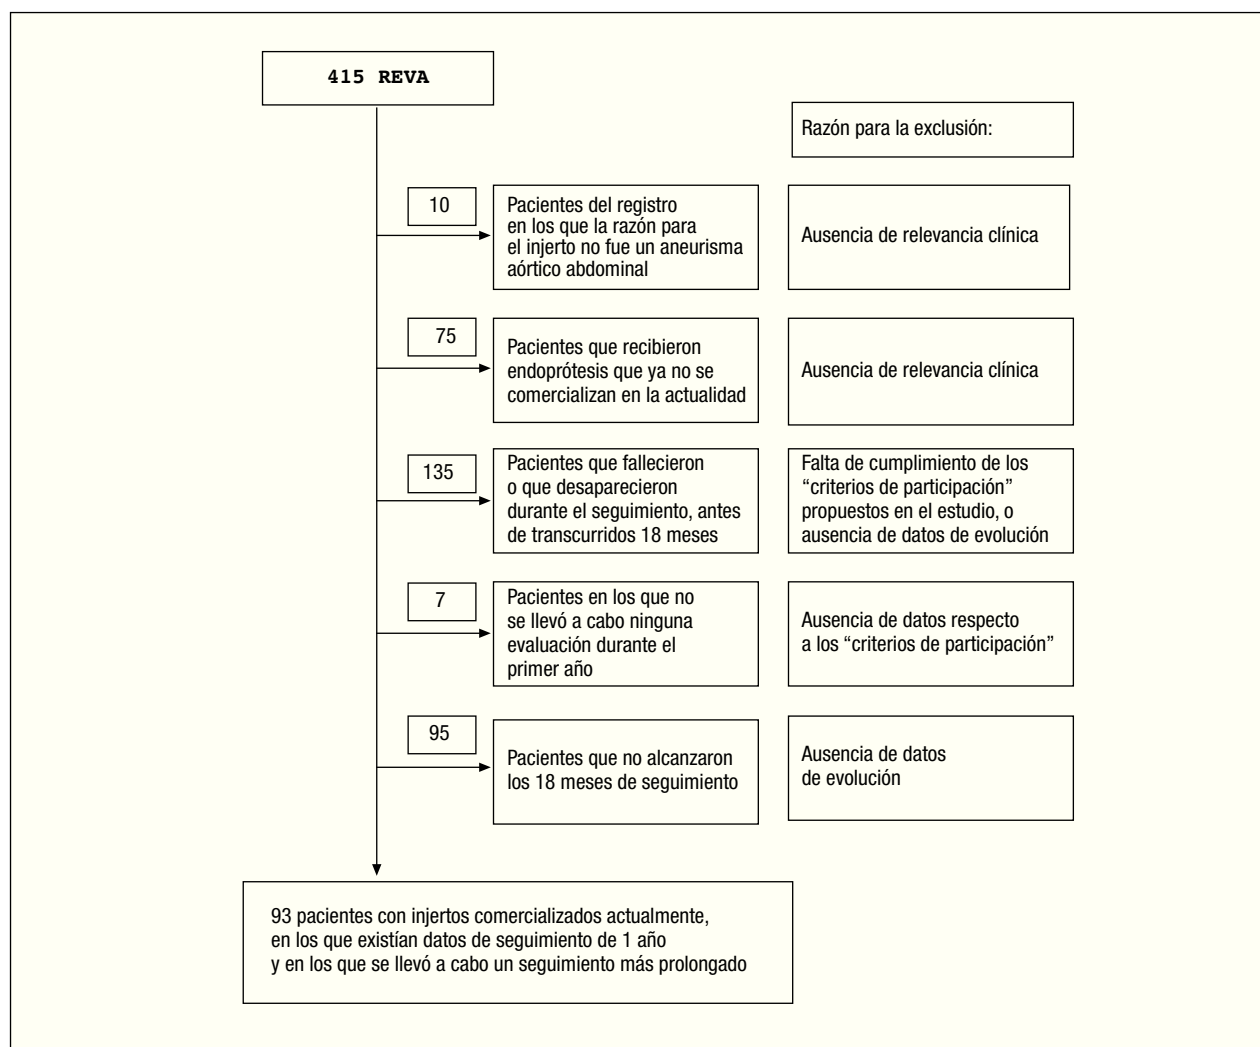 415 REVA
Razón para la exclusión:
10
Pacientes del registro
en los que la razón para
el injerto no fue un aneurisma
aórtico abdominal
Ausencia de relevancia clínica
75
Pacientes que recibieron
endoprótesis que ya no se
comercializan en la actualidad
Ausencia de relevancia clínica
135
Pacientes que fallecieron
o que desaparecieron
durante el seguimiento, antes
de transcurridos 18 meses
Falta de cumplimiento de los
“criterios de participación”
propuestos en el estudio, o
ausencia de datos de evolución
7
Pacientes en los que no
se llevó a cabo ninguna
evaluación durante el
primer año
Ausencia de datos respecto
a los “criterios de participación”
95
Pacientes que no alcanzaron
los 18 meses de seguimiento
Ausencia de datos
de evolución
93 pacientes con injertos comercializados actualmente,
en los que existían datos de seguimiento de 1 año
y en los que se llevó a cabo un seguimiento más prolongado